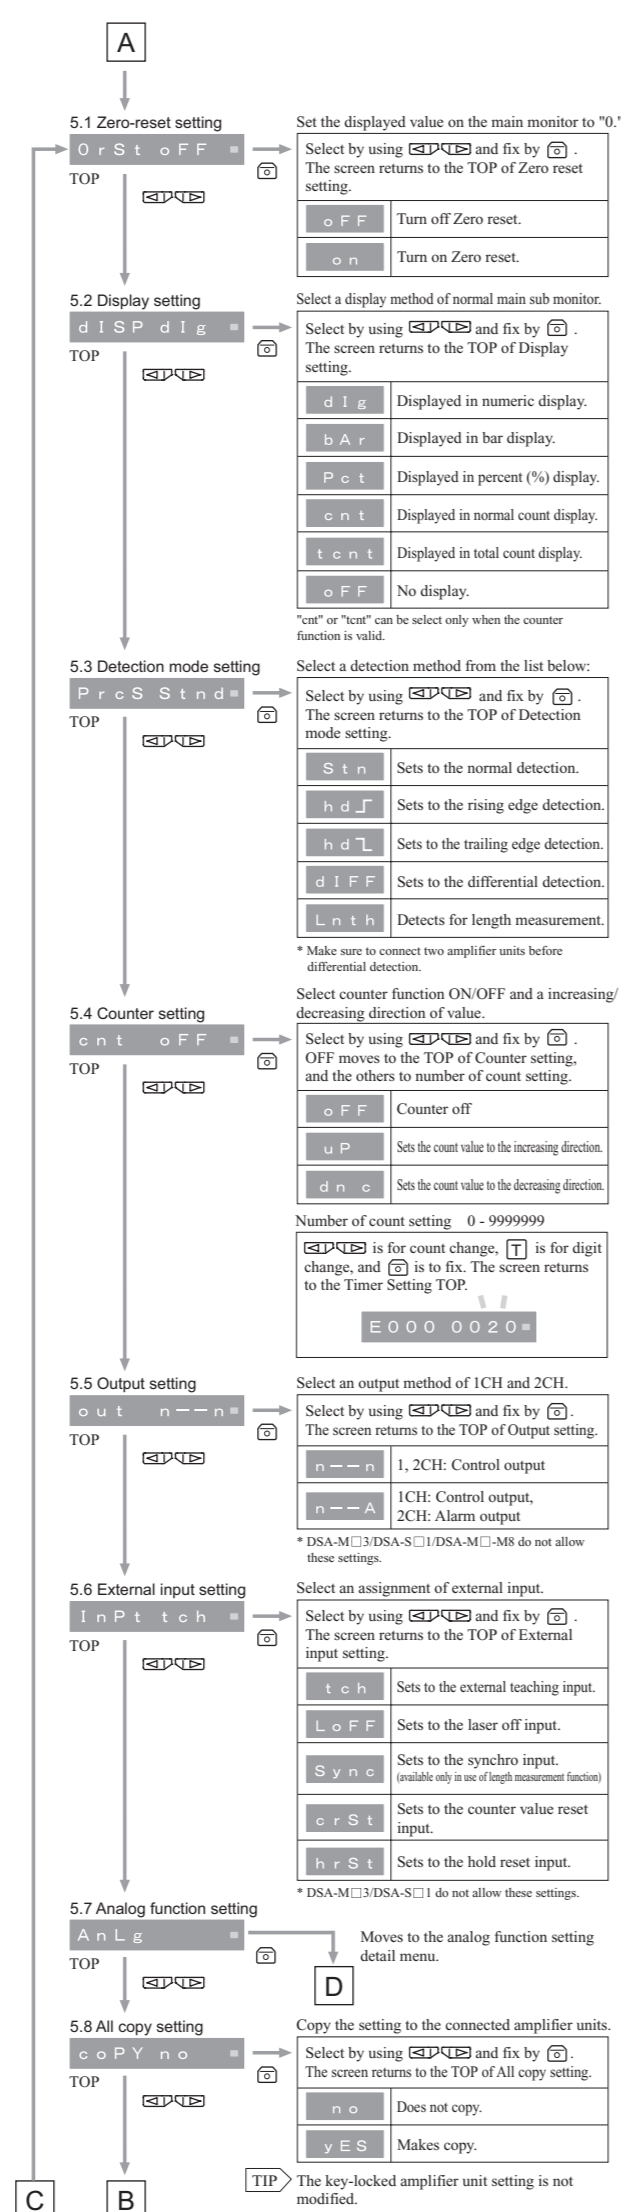 A
5.1 Zero-reset setting
Set the displayed value on the main monitor to "0."
0rSt oFF
TOP
Select by using and fix by .
The screen returns to the TOP of Zero reset
setting.
oFF Turn off Zero reset.
on Turn on Zero reset.
5.2 Display setting
Select a display method of normal main sub monitor.
dISP dIg
TOP
Select by using and fix by .
The screen returns to the TOP of Display
setting.
dIg Displayed in numeric display.
bAr Displayed in bar display.
Pct Displayed in percent (%) display.
cnt Displayed in normal count display.
tcnt Displayed in total count display.
oFF No display.
"cnt" or "tcnt" can be select only when the counter
function is valid.
5.3 Detection mode setting
Select a detection method from the list below:
PrcS Stnd
TOP
Select by using and fix by .
The screen returns to the TOP of Detection
mode setting.
Stn Sets to the normal detection.
hd Sets to the rising edge detection.
hd Sets to the trailing edge detection.
dIFF Sets to the differential detection.
Lnth Detects for length measurement.
* Make sure to connect two amplifier units before
differential detection.
5.4 Counter setting
Select counter function ON/OFF and a increasing/
decreasing direction of value.
cnt oFF
TOP
Select by using and fix by .
OFF moves to the TOP of Counter setting,
and the others to number of count setting.
oFF Counter off
uP Sets the count value to the increasing direction.
dn c Sets the count value to the decreasing direction.
Number of count setting 0 - 9999999
is for count change, T is for digit
change, and is to fix. The screen returns
to the Timer Setting TOP.
E000 0020
5.5 Output setting
Select an output method of 1CH and 2CH.
out n——n
TOP
Select by using and fix by .
The screen returns to the TOP of Output setting.
n——n 1, 2CH: Control output
n——A 1CH: Control output,
2CH: Alarm output
* DSA-M□3/DSA-S□1/DSA-M□-M8 do not allow
these settings.
5.6 External input setting
Select an assignment of external input.
InPt tch
TOP
Select by using and fix by .
The screen returns to the TOP of External
input setting.
tch Sets to the external teaching input.
LoFF Sets to the laser off input.
Sync Sets to the synchro input.
(available only in use of length measurement function)
crSt Sets to the counter value reset
input.
hrSt Sets to the hold reset input.
* DSA-M□3/DSA-S□1 do not allow these settings.
5.7 Analog function setting
AnLg
TOP
Moves to the analog function setting
detail menu.
D
5.8 All copy setting
Copy the setting to the connected amplifier units.
coPY no
TOP
Select by using and fix by .
The screen returns to the TOP of All copy setting.
no Does not copy.
yES Makes copy.
TIP The key-locked amplifier unit setting is not
modified.
C
B